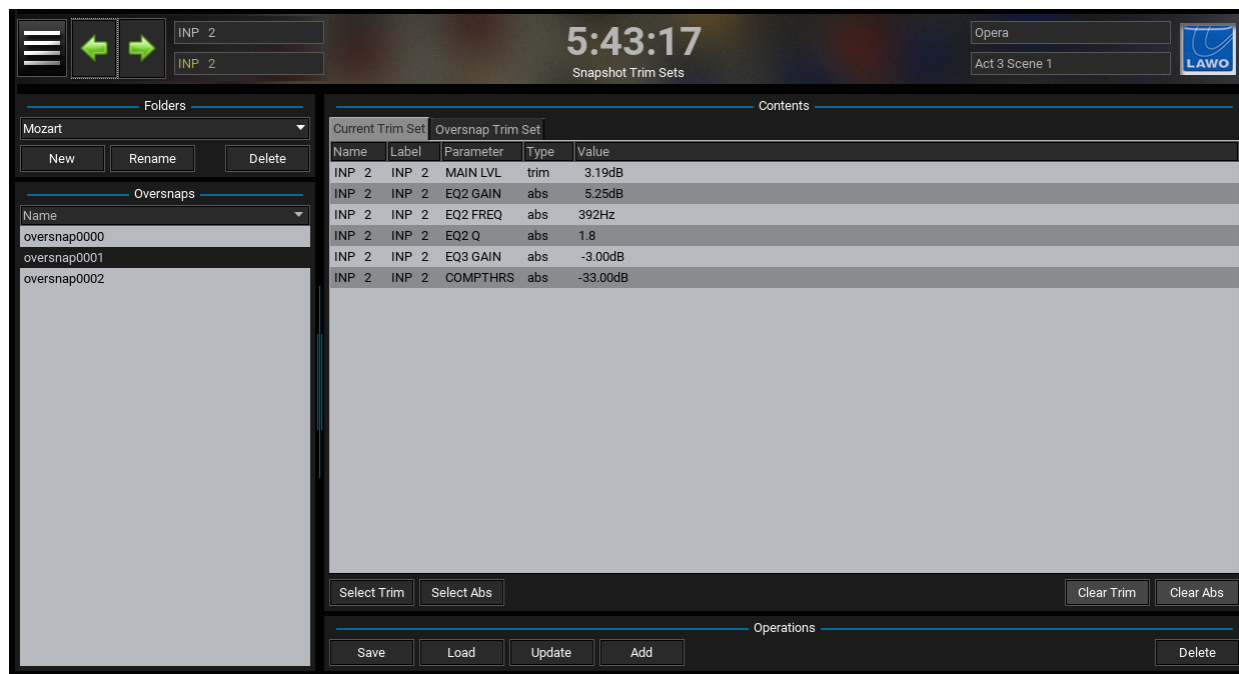 INP 2
INP 2
5:43:17
Snapshot Trim Sets
Opera
Act 3 Scene 1
LAWO
Folders
Mozart
New Rename Delete
Oversnaps
Name
oversnap0000
oversnap0001
oversnap0002
Contents
Current Trim Set Oversnap Trim Set
Name Label Parameter Type Value
INP 2 INP 2 MAIN LVL trim 3.19dB
INP 2 INP 2 EQ2 GAIN abs 5.25dB
INP 2 INP 2 EQ2 FREQ abs 392Hz
INP 2 INP 2 EQ2 Q abs 1.8
INP 2 INP 2 EQ3 GAIN abs -3.00dB
INP 2 INP 2 COMPTHRS abs -33.00dB
Select Trim Select Abs Clear Trim Clear Abs
Operations
Save Load Update Add Delete